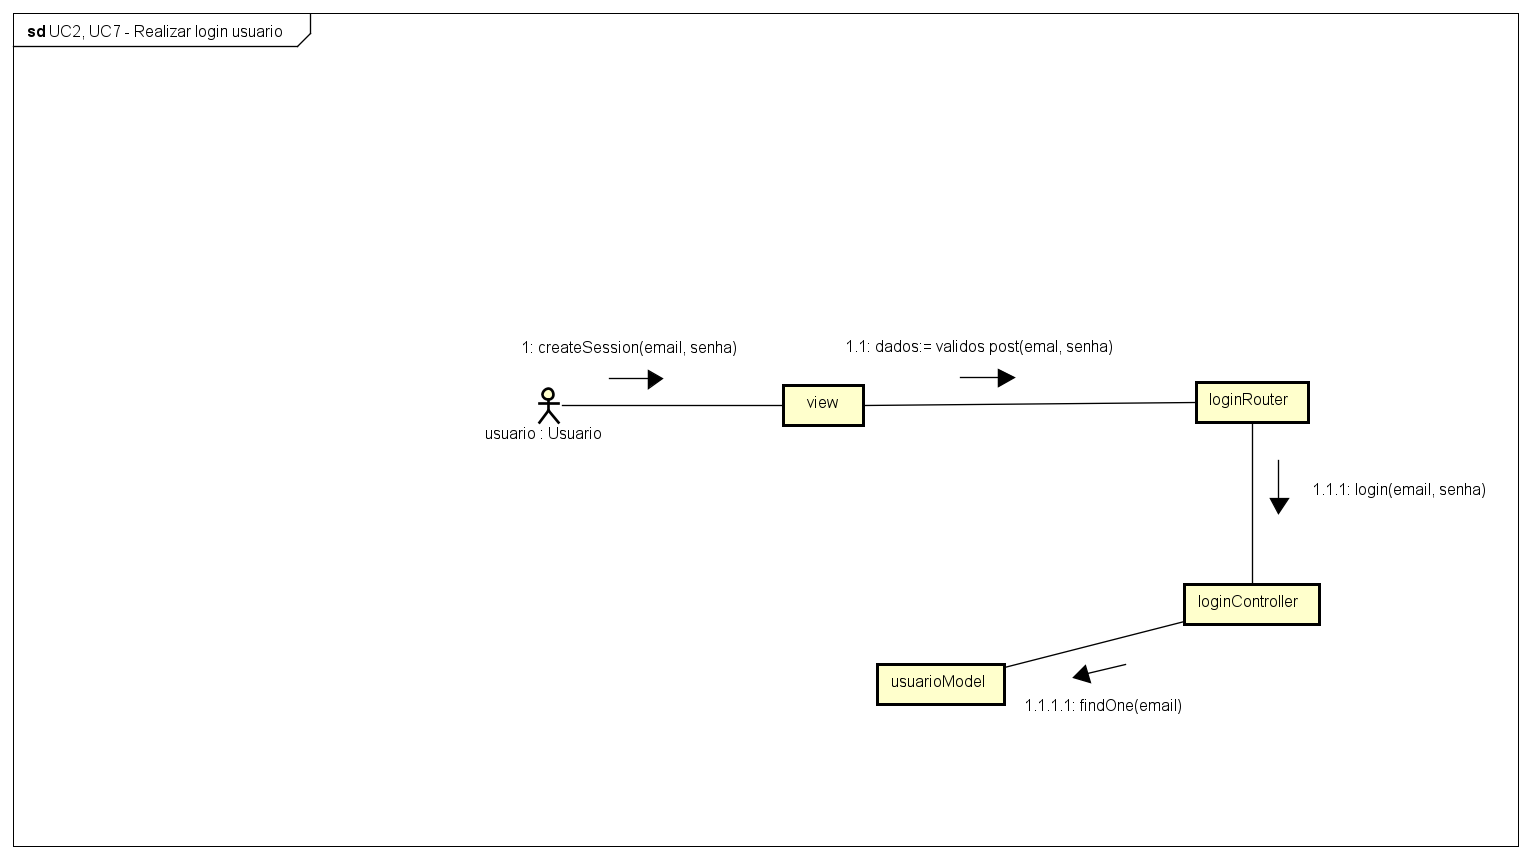 sd UC2, UC7 - Realizar login usuario
1: createSession(email, senha)
1.1: dados:= validos post(emal, senha)
view
loginRouter
usuario : Usuario
1.1.1: login(email, senha)
loginController
usuarioModel
1.1.1.1: findOne(email)